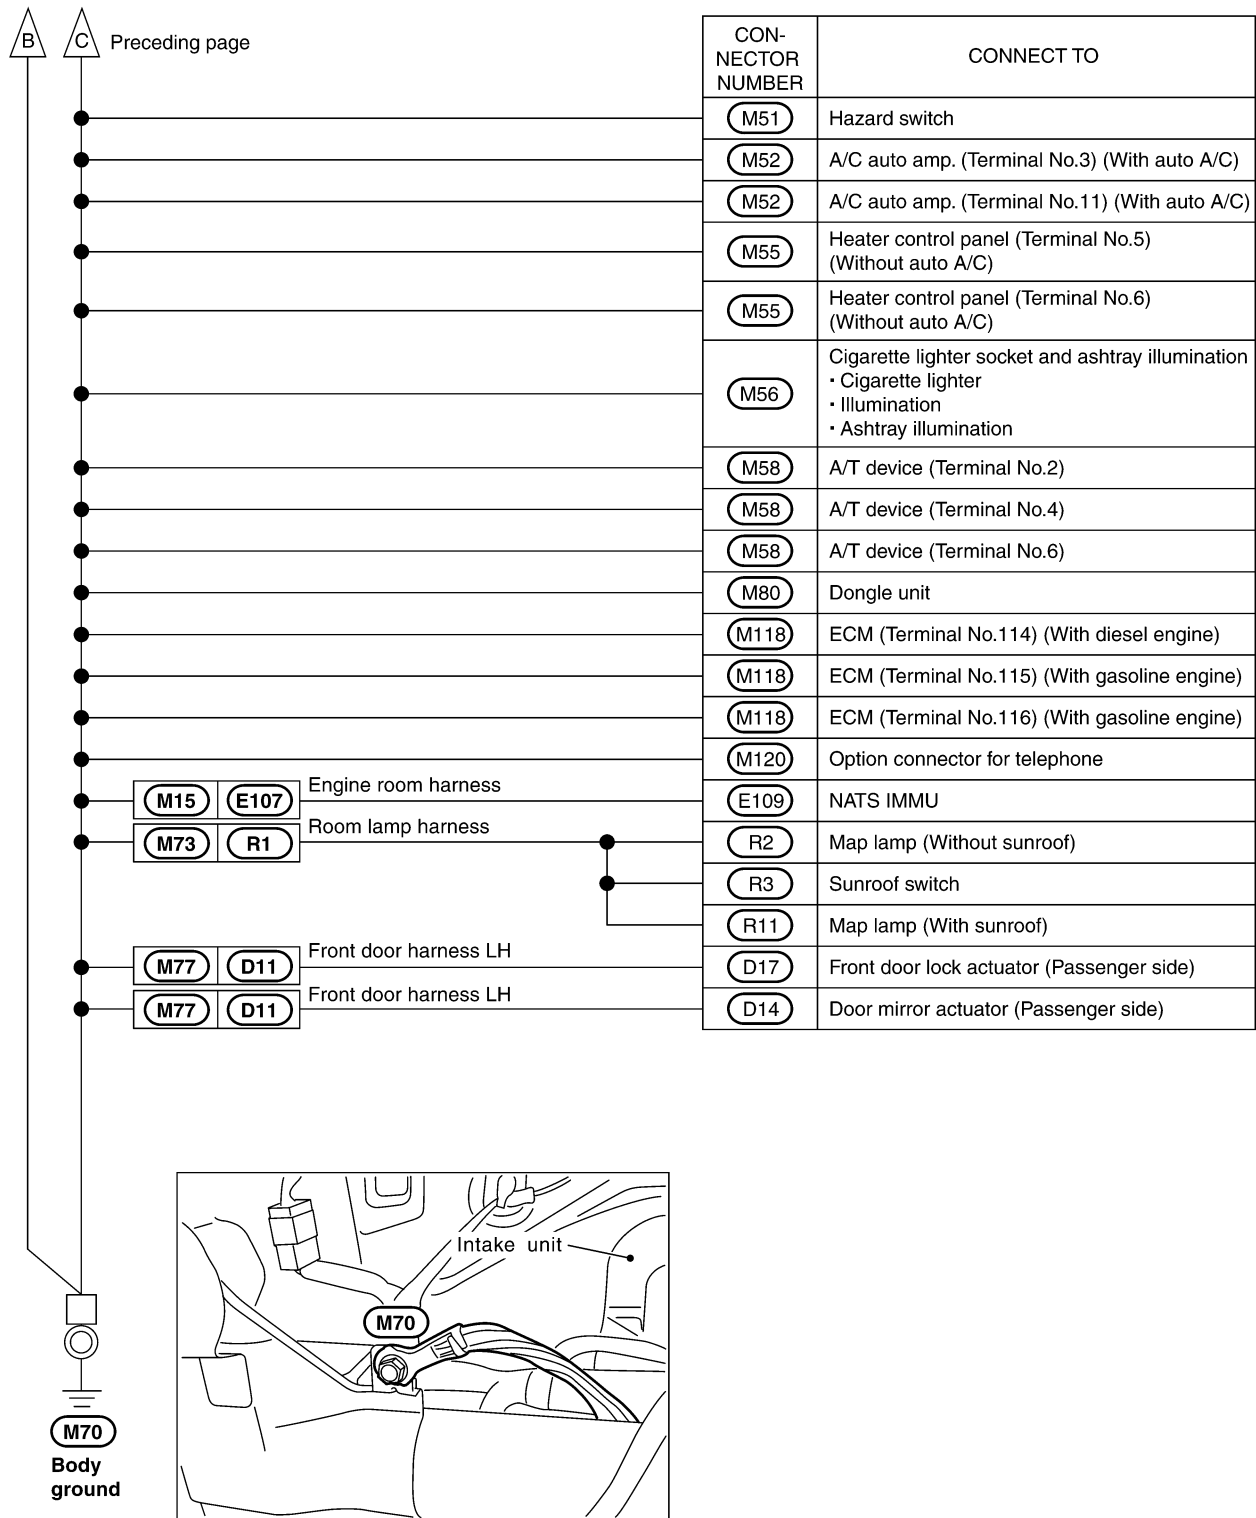 B
C
Preceding page
CON-
NECTOR
NUMBER
CONNECT TO
M51 Hazard switch
M52 A/C auto amp. (Terminal No.3) (With auto A/C)
M52 A/C auto amp. (Terminal No.11) (With auto A/C)
M55 Heater control panel (Terminal No.5)
(Without auto A/C)
M55 Heater control panel (Terminal No.6)
(Without auto A/C)
M56 Cigarette lighter socket and ashtray illumination
· Cigarette lighter
· Illumination
· Ashtray illumination
M58 A/T device (Terminal No.2)
M58 A/T device (Terminal No.4)
M58 A/T device (Terminal No.6)
M80 Dongle unit
M118 ECM (Terminal No.114) (With diesel engine)
M118 ECM (Terminal No.115) (With gasoline engine)
M118 ECM (Terminal No.116) (With gasoline engine)
M120 Option connector for telephone
M15 E107 Engine room harness E109 NATS IMMU
M73 R1 Room lamp harness R2 Map lamp (Without sunroof)
R3 Sunroof switch
R11 Map lamp (With sunroof)
M77 D11 Front door harness LH D17 Front door lock actuator (Passenger side)
M77 D11 Front door harness LH D14 Door mirror actuator (Passenger side)
Intake unit
M70
M70
Body
ground